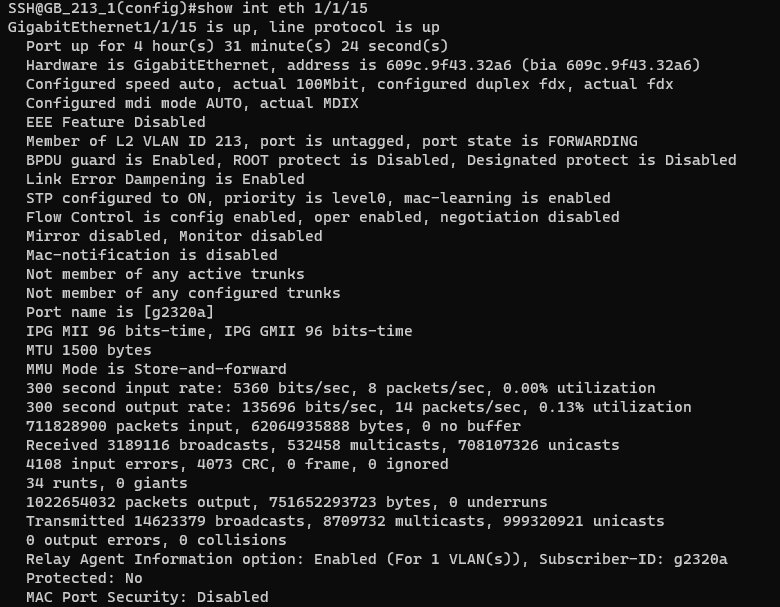 SSH@GB_213_1(config)#show int eth 1/1/15
GigabitEthernet1/1/15 is up, line protocol is up
Port up for 4 hour(s) 31 minute(s) 24 second(s)
Hardware is GigabitEthernet, address is 609c.9f43.32a6 (bia 609c.9f43.32a6)
Configured speed auto, actual 100Mbit, configured duplex fdx, actual fdx
Configured mdi mode AUTO, actual MDIX
EEE Feature Disabled
Member of L2 VLAN ID 213, port is untagged, port state is FORWARDING
BPDU guard is Enabled, ROOT protect is Disabled, Designated protect is Disabled
Link Error Dampening is Enabled
STP configured to ON, priority is level0, mac-learning is enabled
Flow Control is config enabled, oper enabled, negotiation disabled
Mirror disabled, Monitor disabled
Mac-notification is disabled
Not member of any active trunks
Not member of any configured trunks
Port name is [g2320a]
IPG MII 96 bits-time, IPG GMII 96 bits-time
MTU 1500 bytes
MMU Mode is Store-and-forward
300 second input rate: 5360 bits/sec, 8 packets/sec, 0.00% utilization
300 second output rate: 135696 bits/sec, 14 packets/sec, 0.13% utilization
711828900 packets input, 62064935888 bytes, 0 no buffer
Received 3189116 broadcasts, 532458 multicasts, 708107326 unicasts
4108 input errors, 4073 CRC, 0 frame, 0 ignored
34 runts, 0 giants
1022654032 packets output, 751652293723 bytes, 0 underruns
Transmitted 14623379 broadcasts, 8709732 multicasts, 999320921 unicasts
0 output errors, 0 collisions
Relay Agent Information option: Enabled (For 1 VLAN(s)), Subscriber-ID: g2320a
Protected: No
MAC Port Security: Disabled